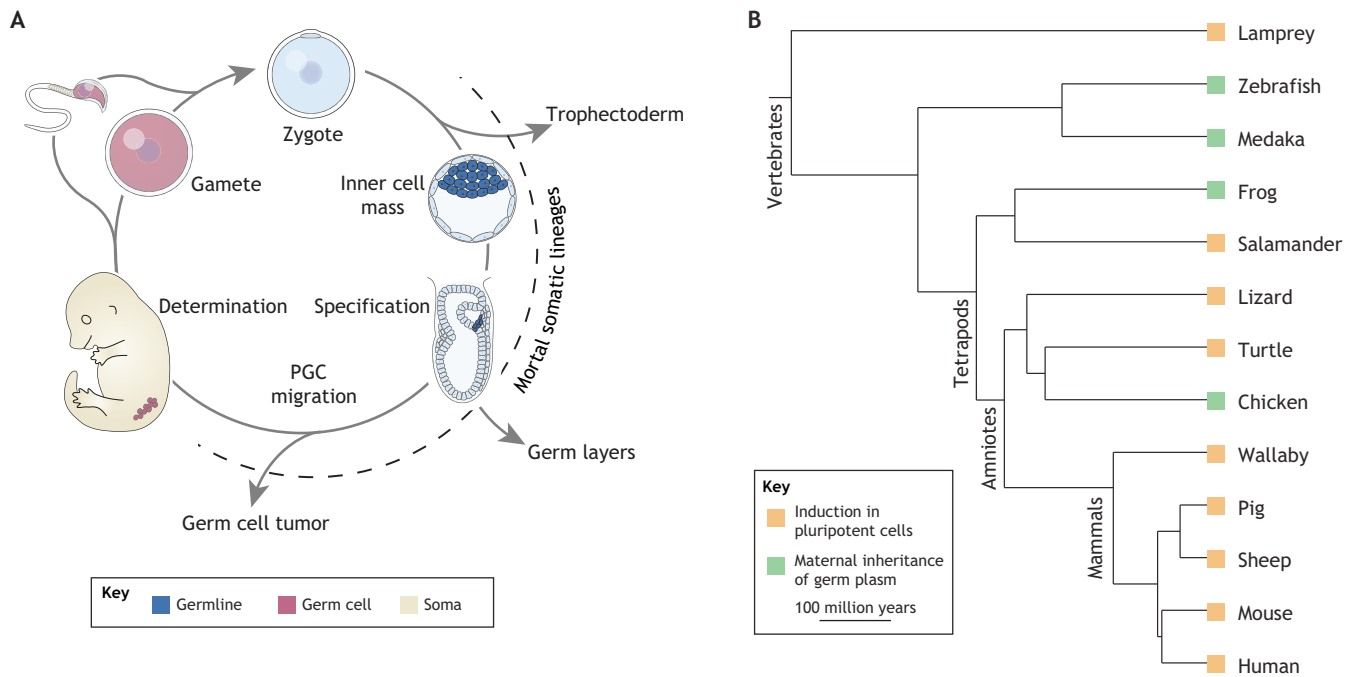 A
Zygote
Trophectoderm
Gamete
Inner cell
mass
Mortal somatic lineages
Determination
Specification
PGC
migration
Germ layers
Germ cell tumor
Key
Germline
Germ cell
Soma
B
Vertebrates
Tetrapods
Amniotes
Mammals
Lamprey
Zebrafish
Medaka
Frog
Salamander
Lizard
Turtle
Chicken
Wallaby
Pig
Sheep
Mouse
Human
Key
Induction in
pluripotent cells
Maternal inheritance
of germ plasm
100 million years